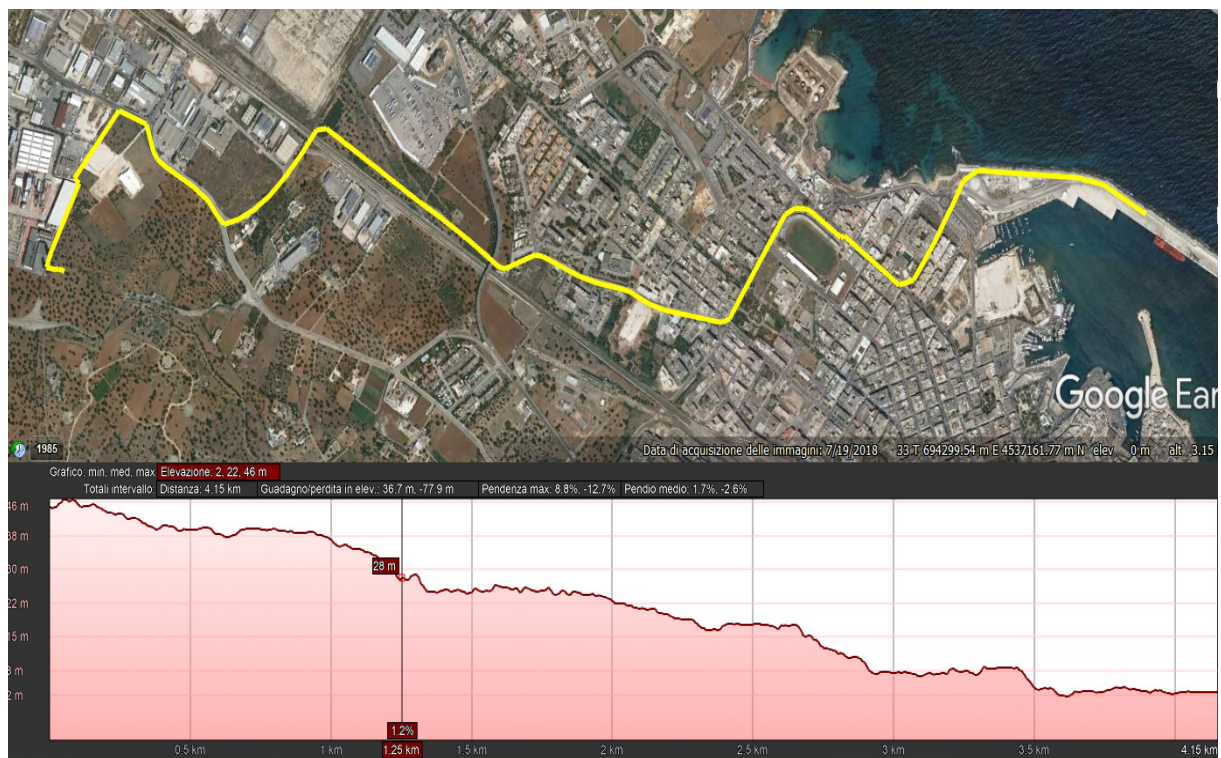 Google Ear
1985
Data di acquisizione delle immagini: 7/19/2018 33 T 694299.54 m E 4537161.77 m N elev 0 m alt 3.15
Grafico: min. med. max Elevazione: 2, 22, 46 m
Totali intervallo: Distanza: 4.15 km Guadagno/perdita in elev.: 36.7 m, -77.9 m Pendenza max: 8.8%, -12.7% Pendio medio: 1.7%, -2.6%
46 m
38 m
30 m
28 m
22 m
15 m
8 m
2 m
1.2%
0.5 km 1 km 1.25 km 1.5 km 2 km 2.5 km 3 km 3.5 km 4.15 km